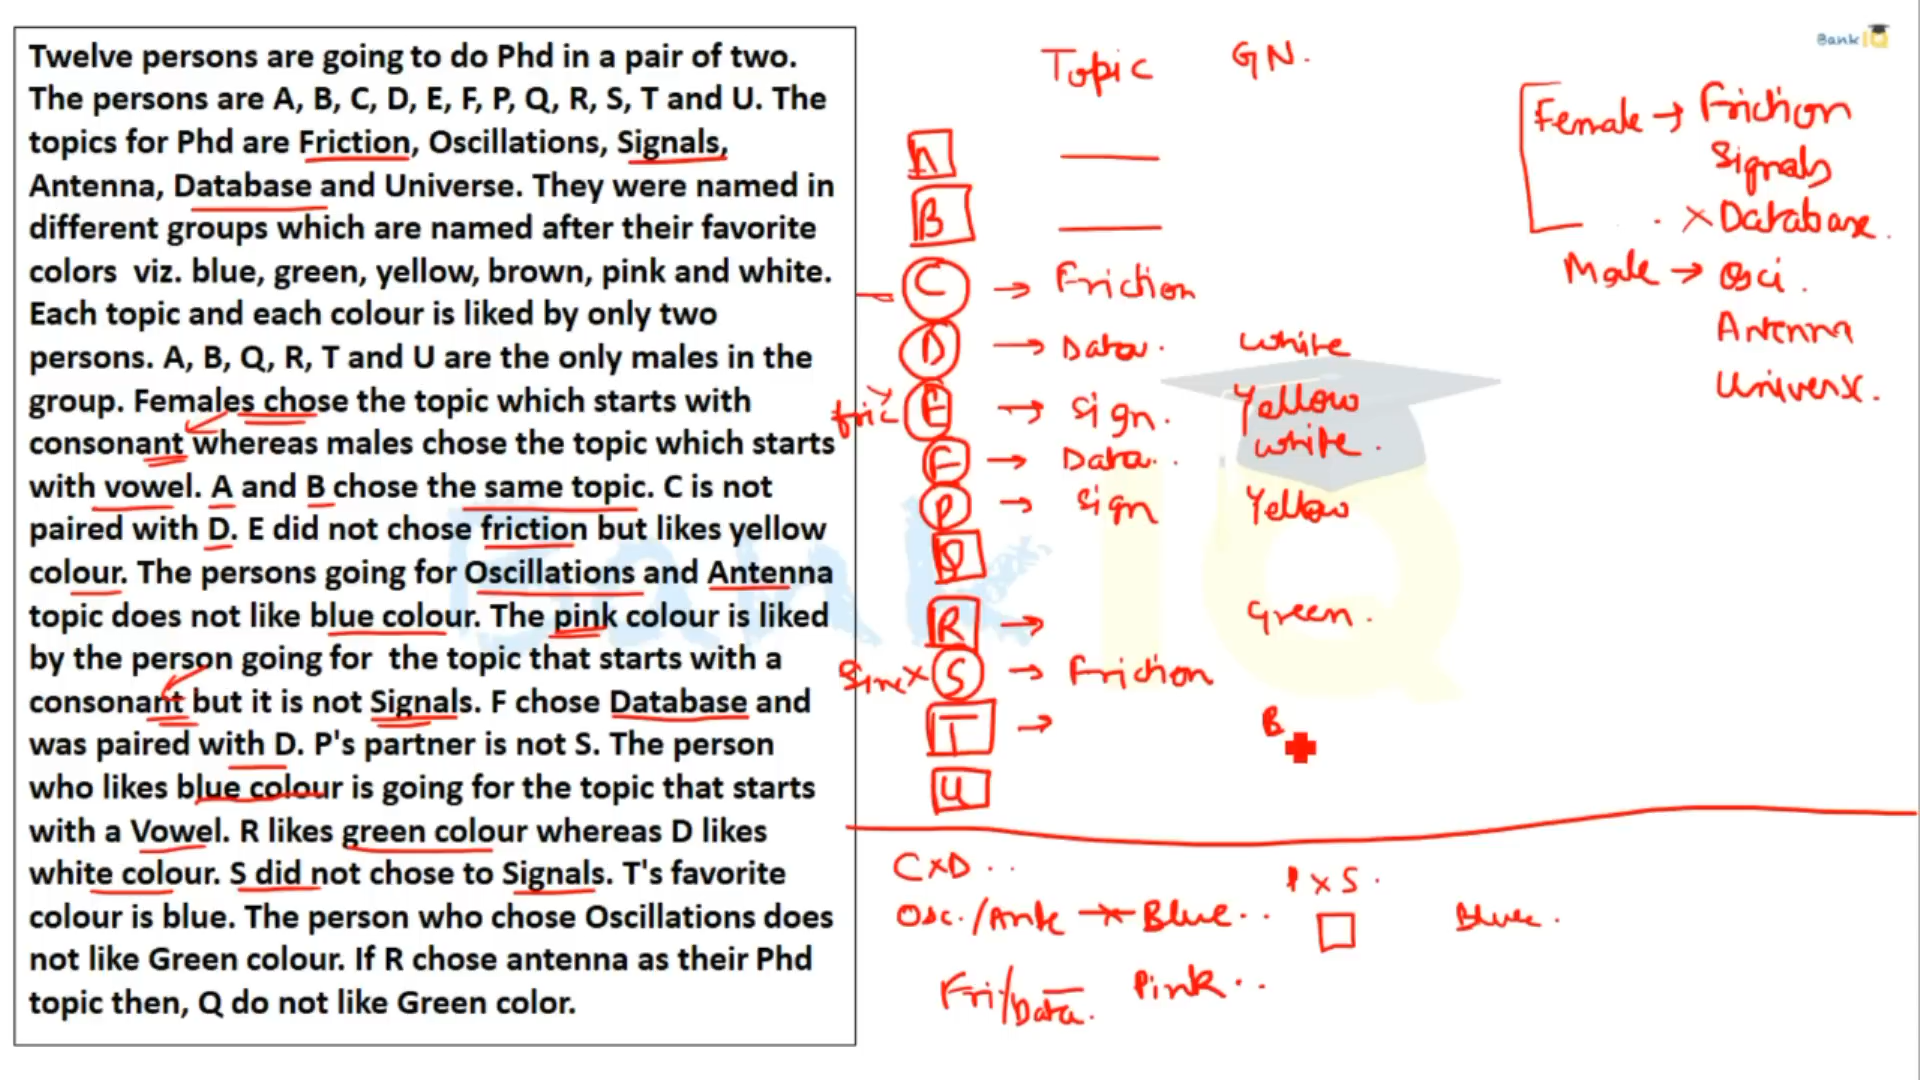 Twelve persons are going to do Phd in a pair of two.
The persons are A, B, C, D, E, F, P, Q, R, S, T and U. The
topics for Phd are Friction, Oscillations, Signals,
Antenna, Database and Universe. They were named in
different groups which are named after their favorite
colors viz. blue, green, yellow, brown, pink and white.
Each topic and each colour is liked by only two
persons. A, B, Q, R, T and U are the only males in the
group. Females chose the topic which starts with
consonant whereas males chose the topic which starts
with vowel. A and B chose the same topic. C is not
paired with D. E did not chose friction but likes yellow
colour. The persons going for Oscillations and Antenna
topic does not like blue colour. The pink colour is liked
by the person going for the topic that starts with a
consonant but it is not Signals. F chose Database and
was paired with D. P's partner is not S. The person
who likes blue colour is going for the topic that starts
with a Vowel. R likes green colour whereas D likes
white colour. S did not chose to Signals. T's favorite
colour is blue. The person who chose Oscillations does
not like Green colour. If R chose antenna as their Phd
topic then, Q do not like Green color.
Topic GN.
A
B
C → Friction
D → Data. white
E → Sign. Yellow
F → Data. white.
P → Sign Yellow
Q
R → Green.
S → Friction
T → B
U
Female → Friction
Signals
× Database.
Male → Osci.
Antenna
Universe.
C×D..
P × S.
Osc./Ante → Blue.. Blue.
Fri/Data. Pink..
Bank IQ
Bank IQ